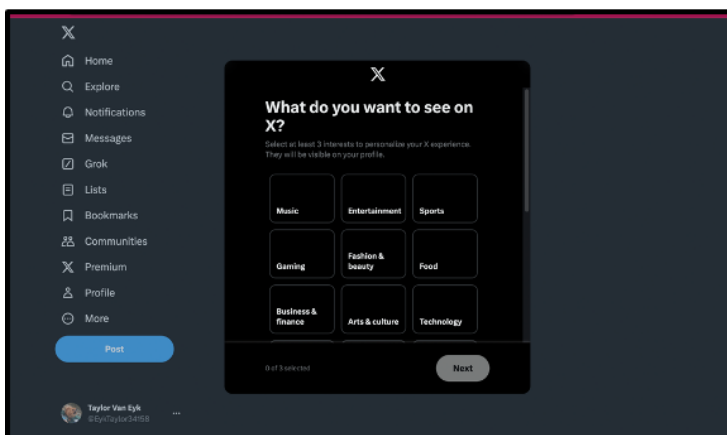 Home
Explore
Notifications
Messages
Grok
Lists
Bookmarks
Communities
Premium
Profile
More
Post
Taylor Van Eyk
@EykTaylor34158
What do you want to see on
X?
Select at least 3 interests to personalize your X experience.
They will be visible on your profile.
Music
Entertainment
Sports
Gaming
Fashion &
beauty
Food
Business &
finance
Arts & culture
Technology
0 of 3 selected
Next